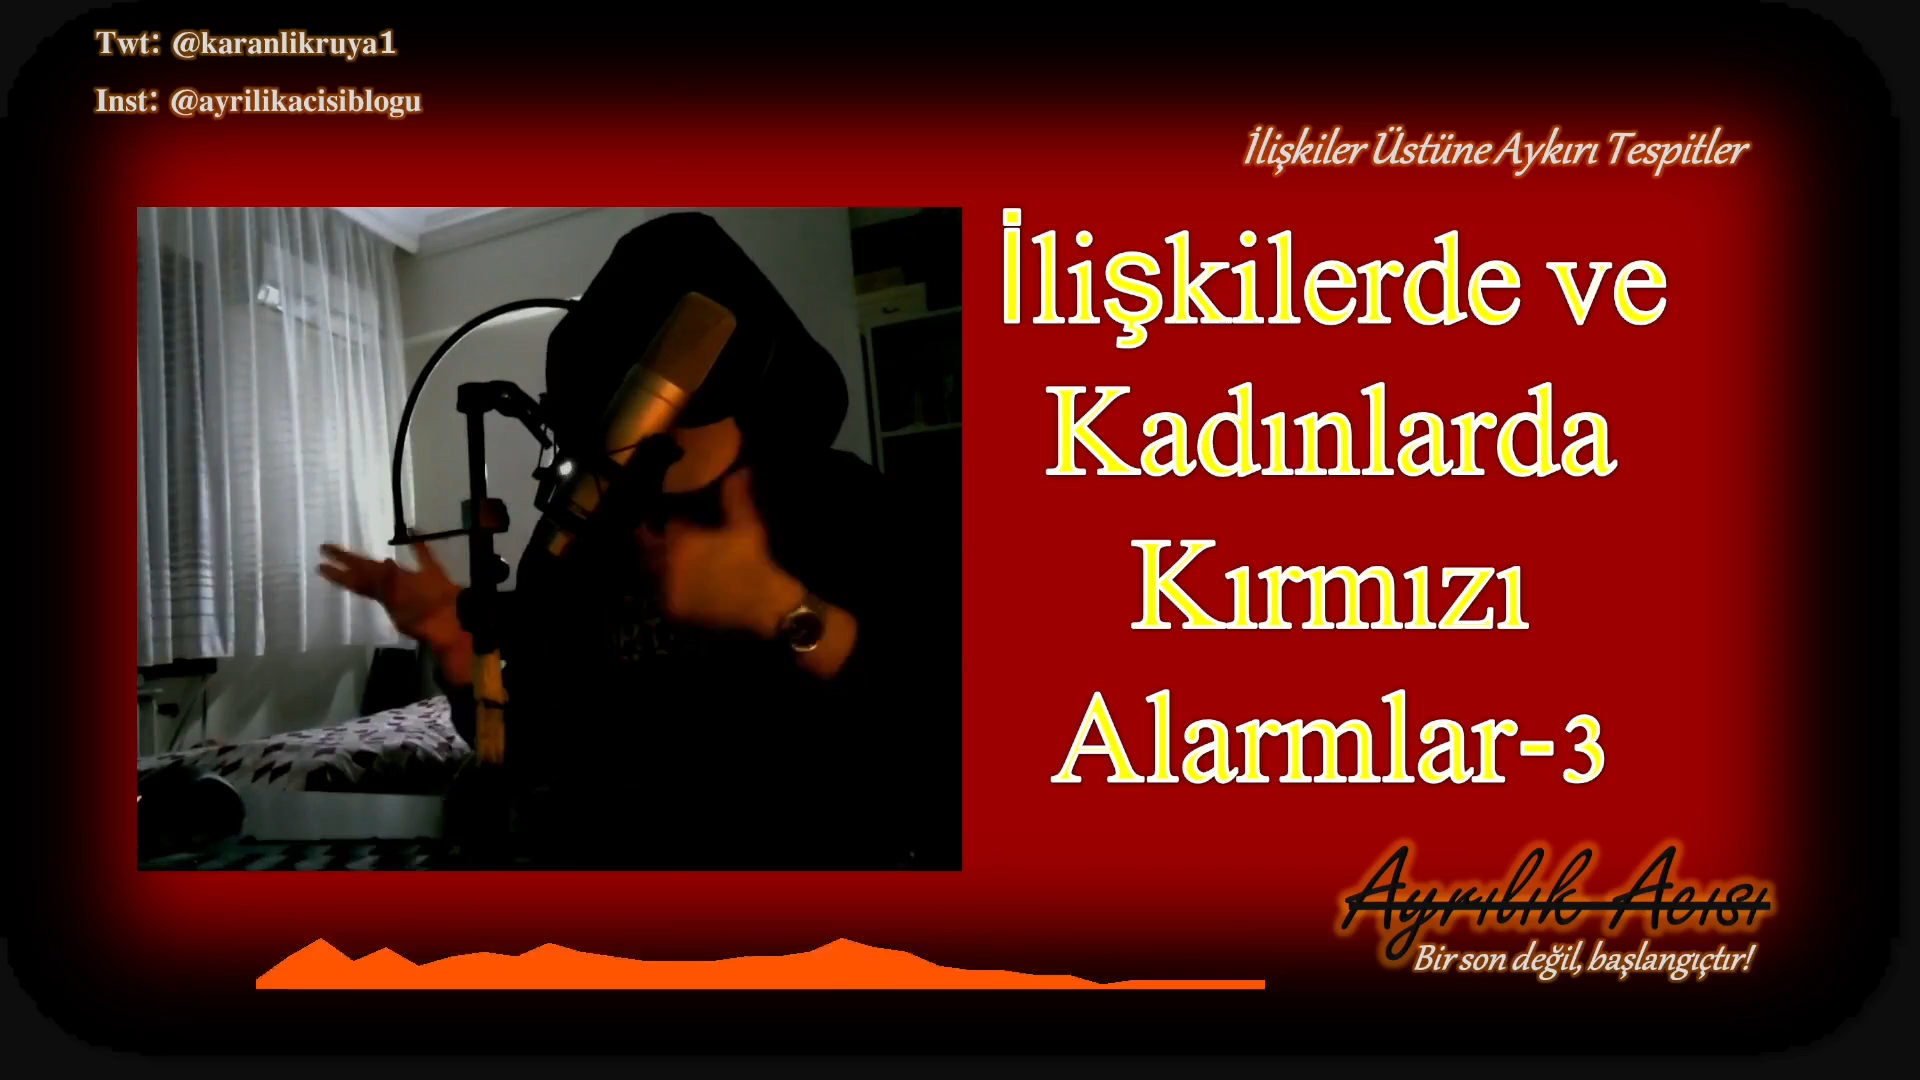 Twt: @karanlikruya1
Inst: @ayrilikacisiblogu
İlişkiler Üstüne Aykırı Tespitler
İlişkilerde ve
Kadınlarda
Kırmızı
Alarmlar-3
Ayrılık Acısı
Bir son değil, başlangıçtır!